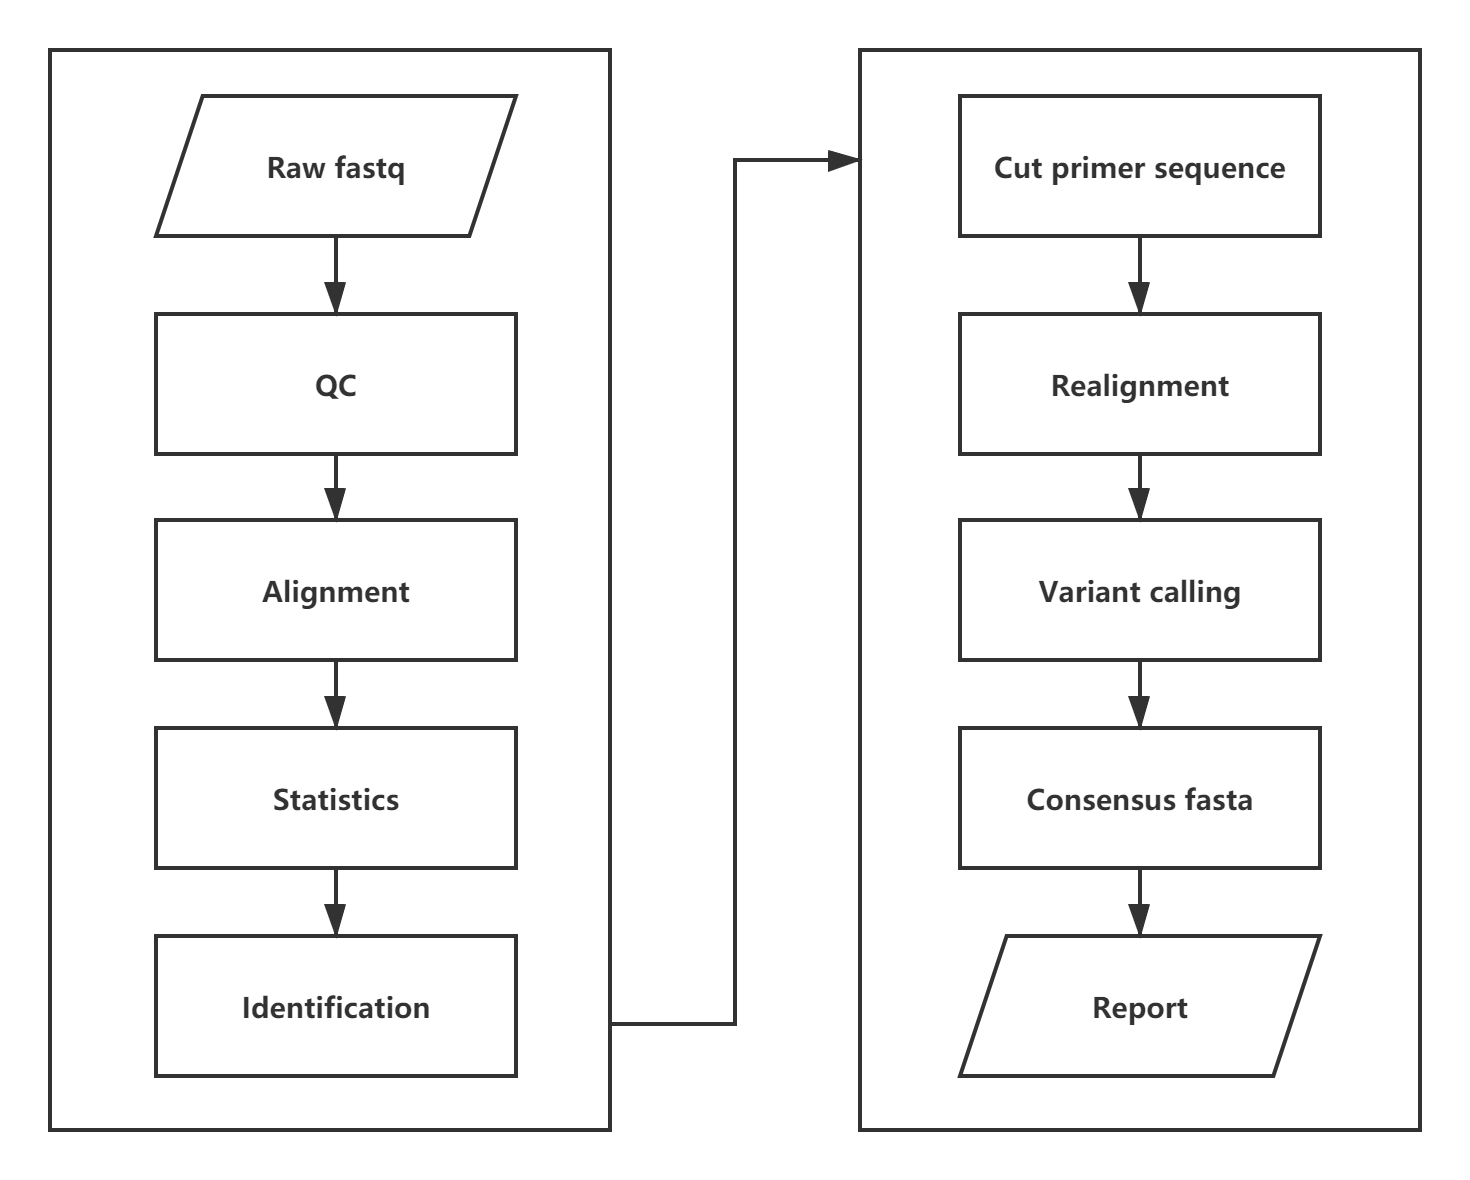 Raw fastq
QC
Alignment
Statistics
Identification
Cut primer sequence
Realignment
Variant calling
Consensus fasta
Report